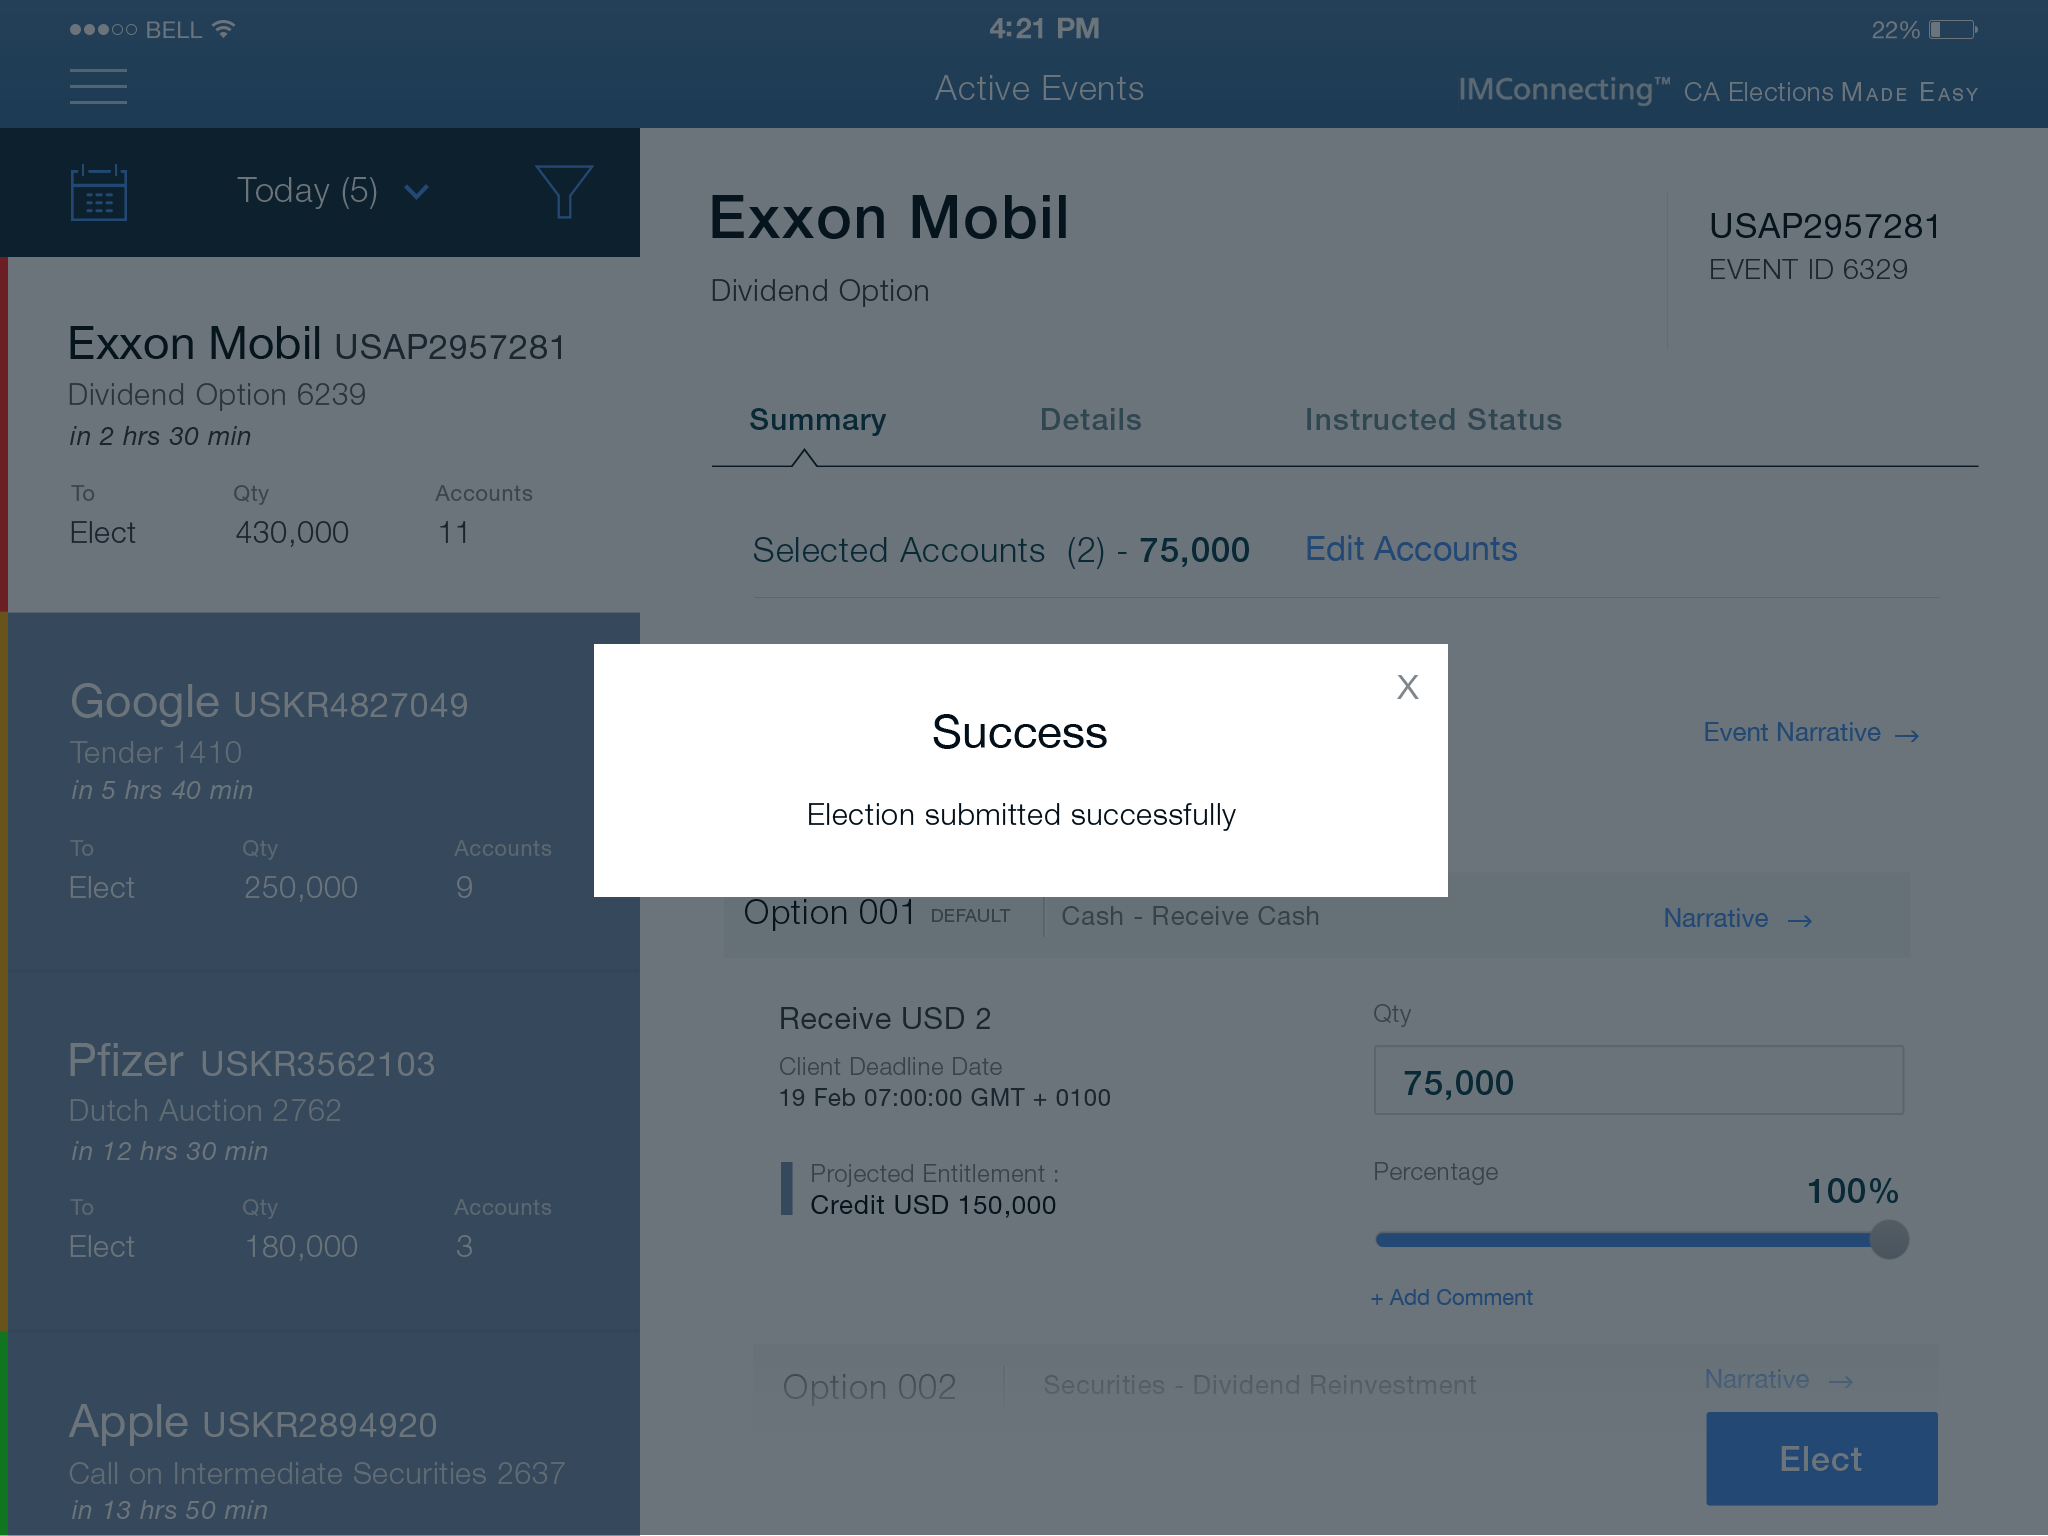 BELL
4:21 PM
22%
Active Events
IMConnecting™ CA Elections MADE EASY
Today (5)
Exxon Mobil USAP2957281
Dividend Option 6239
in 2 hrs 30 min
To Qty Accounts
Elect 430,000 11
Google USKR4827049
Tender 1410
in 5 hrs 40 min
To Qty Accounts
Elect 250,000 9
Pfizer USKR3562103
Dutch Auction 2762
in 12 hrs 30 min
To Qty Accounts
Elect 180,000 3
Apple USKR2894920
Call on Intermediate Securities 2637
in 13 hrs 50 min
Exxon Mobil
Dividend Option
USAP2957281
EVENT ID 6329
Summary Details Instructed Status
Selected Accounts (2) - 75,000 Edit Accounts
X
Success
Election submitted successfully
Event Narrative →
Option 001 DEFAULT Cash - Receive Cash Narrative →
Receive USD 2
Client Deadline Date
19 Feb 07:00:00 GMT + 0100
Projected Entitlement :
Credit USD 150,000
Qty
75,000
Percentage
100%
+ Add Comment
Option 002 Securities - Dividend Reinvestment Narrative →
Elect